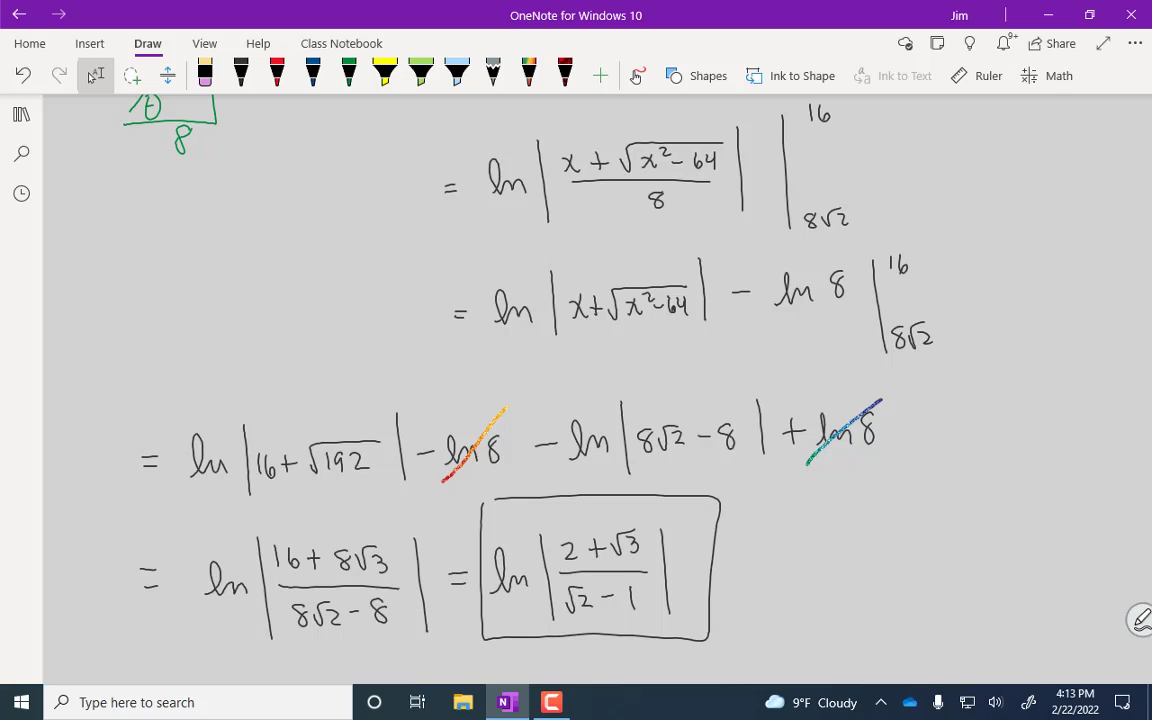 OneNote for Windows 10
Jim
Home Insert Draw View Help Class Notebook
9+
Share
Shapes Ink to Shape Ink to Text Ruler Math
θ
8
= ln | (x + √(x² - 64)) / 8 | | 16 8√2
= ln | x + √(x² - 64) | - ln 8 | 16 8√2
= ln | 16 + √192 | - ln 8 - ln | 8√2 - 8 | + ln 8
= ln | (16 + 8√3) / (8√2 - 8) | = ln | (2 + √3) / (√2 - 1) |
Type here to search
9°F Cloudy
4:13 PM
2/22/2022